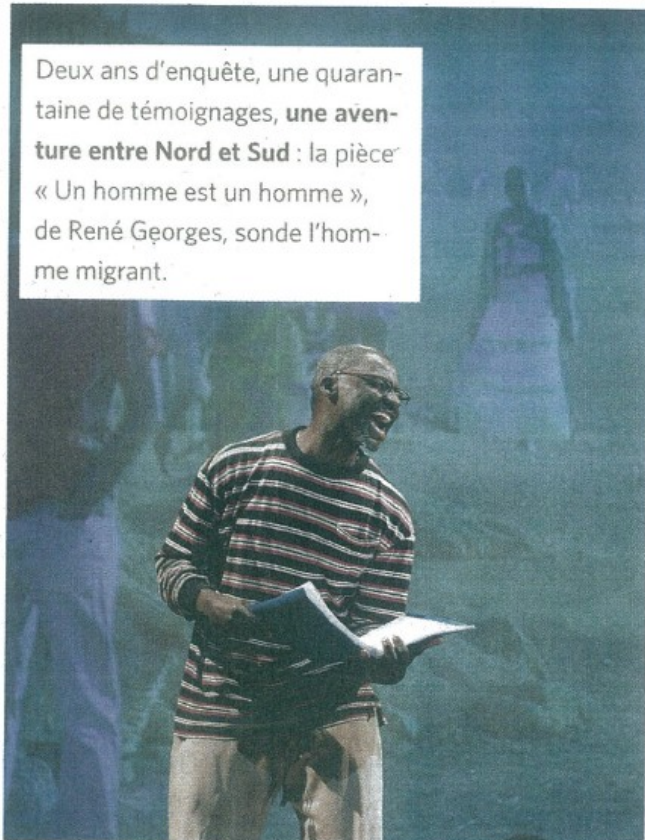 Deux ans d'enquête, une quaran-
taine de témoignages, une aven-
ture entre Nord et Sud : la pièce
« Un homme est un homme »,
de René Georges, sonde l'hom-
me migrant.